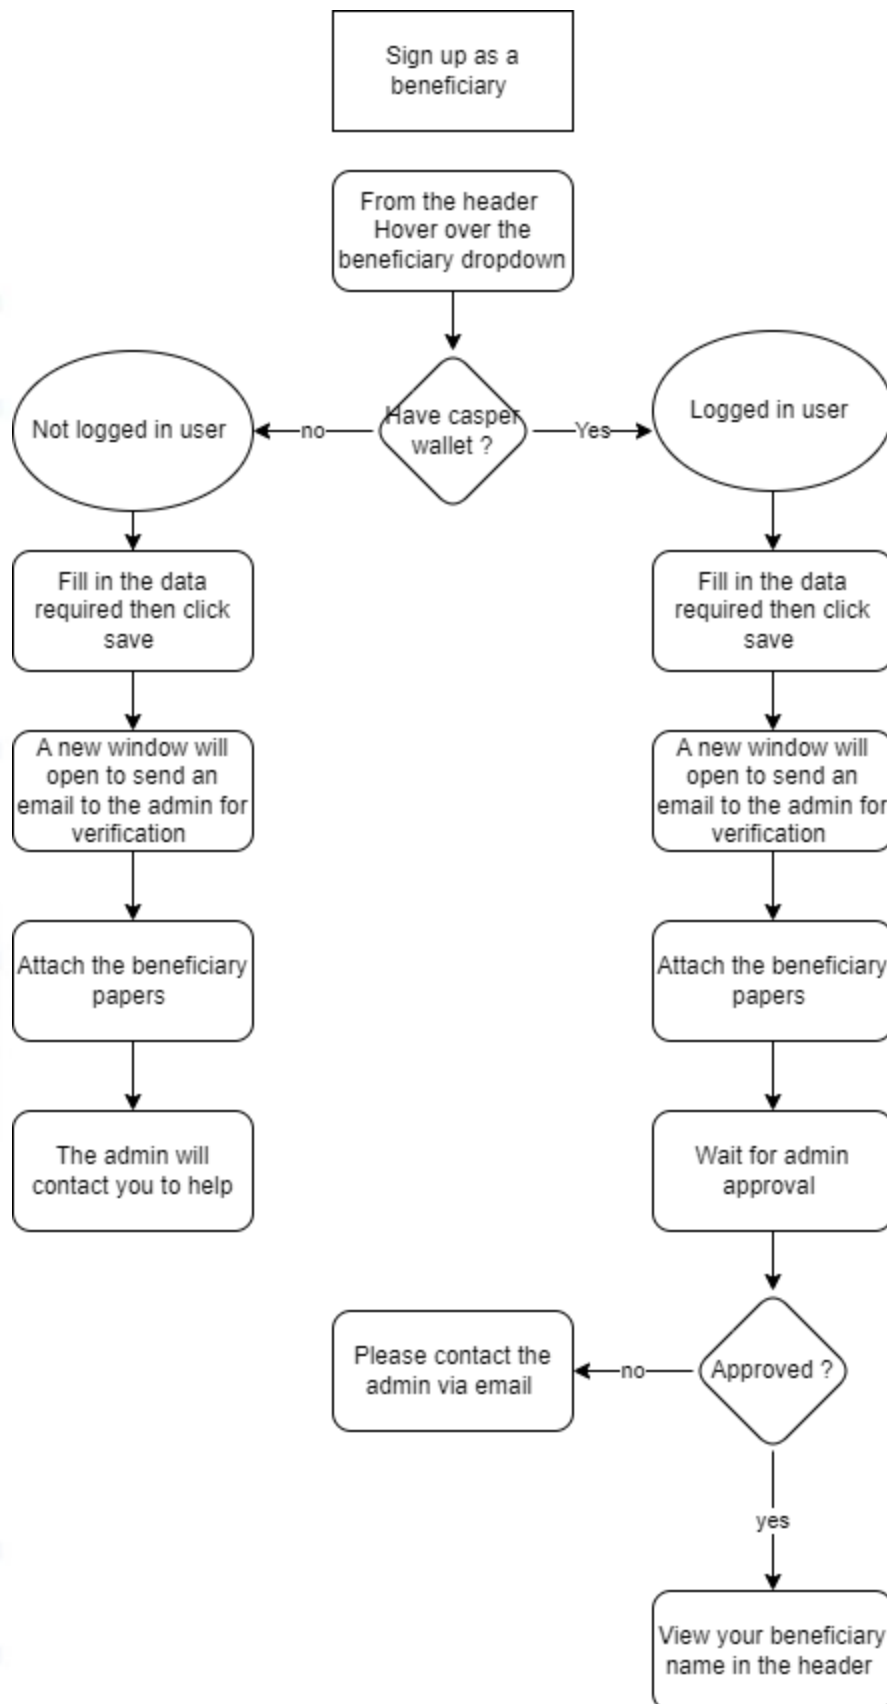 Sign up as a
beneficiary
From the header
Hover over the
beneficiary dropdown
Have casper
wallet ?
no
Yes
Not logged in user
Logged in user
Fill in the data
required then click
save
Fill in the data
required then click
save
A new window will
open to send an
email to the admin for
verification
A new window will
open to send an
email to the admin for
verification
Attach the beneficiary
papers
Attach the beneficiary
papers
The admin will
contact you to help
Wait for admin
approval
Please contact the
admin via email
no
Approved ?
yes
View your beneficiary
name in the header